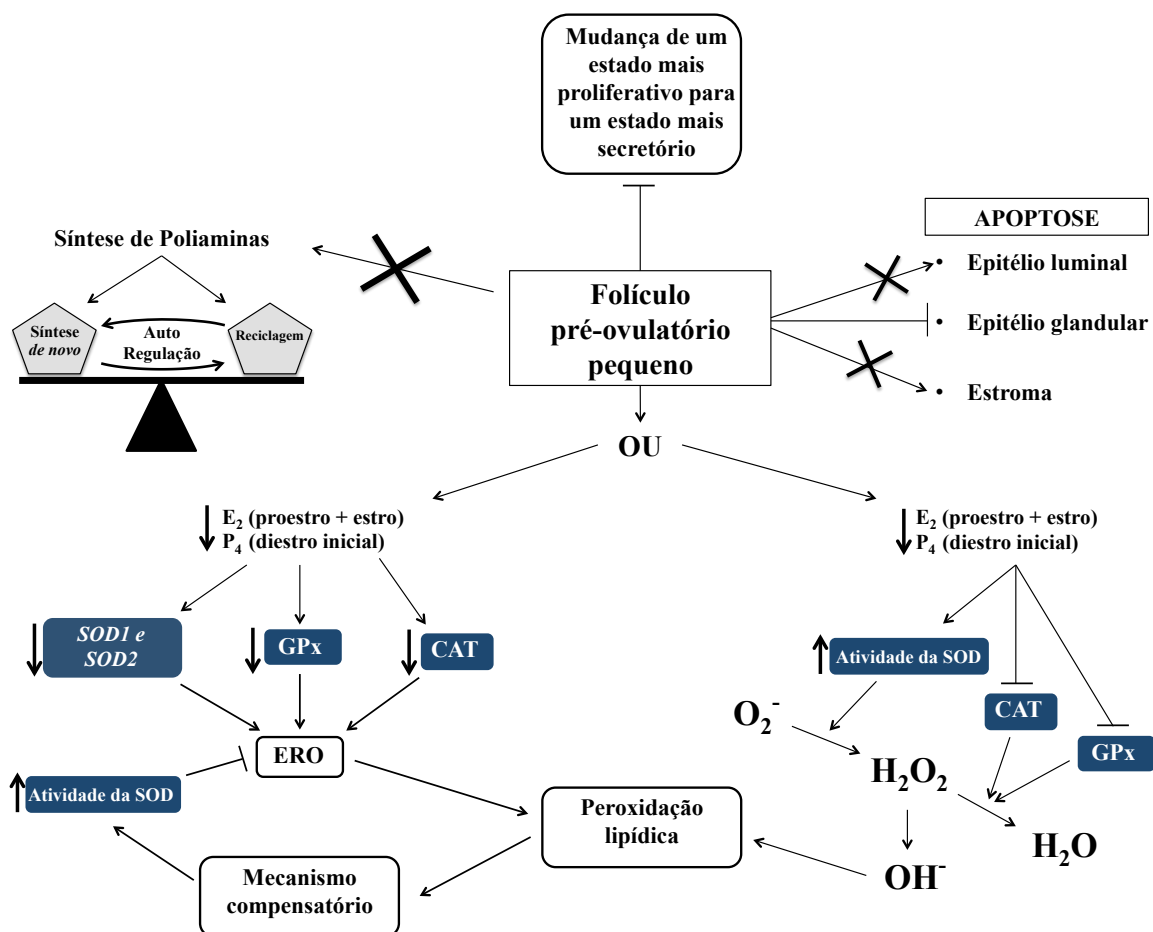 Mudança de um
estado mais
proliferativo para
um estado mais
secretório
Síntese de Poliaminas
Síntese
de novo
Auto
Regulação
Reciclagem
Folículo
pré-ovulatório
pequeno
APOPTOSE
• Epitélio luminal
• Epitélio glandular
• Estroma
OU
E₂ (proestro + estro)
P₄ (diestro inicial)
SOD1 e
SOD2
GPx
CAT
ERO
Atividade da SOD
Mecanismo
compensatório
Peroxidação
lipídica
E₂ (proestro + estro)
P₄ (diestro inicial)
Atividade da SOD
CAT
GPx
O₂⁻
H₂O₂
H₂O
OH⁻